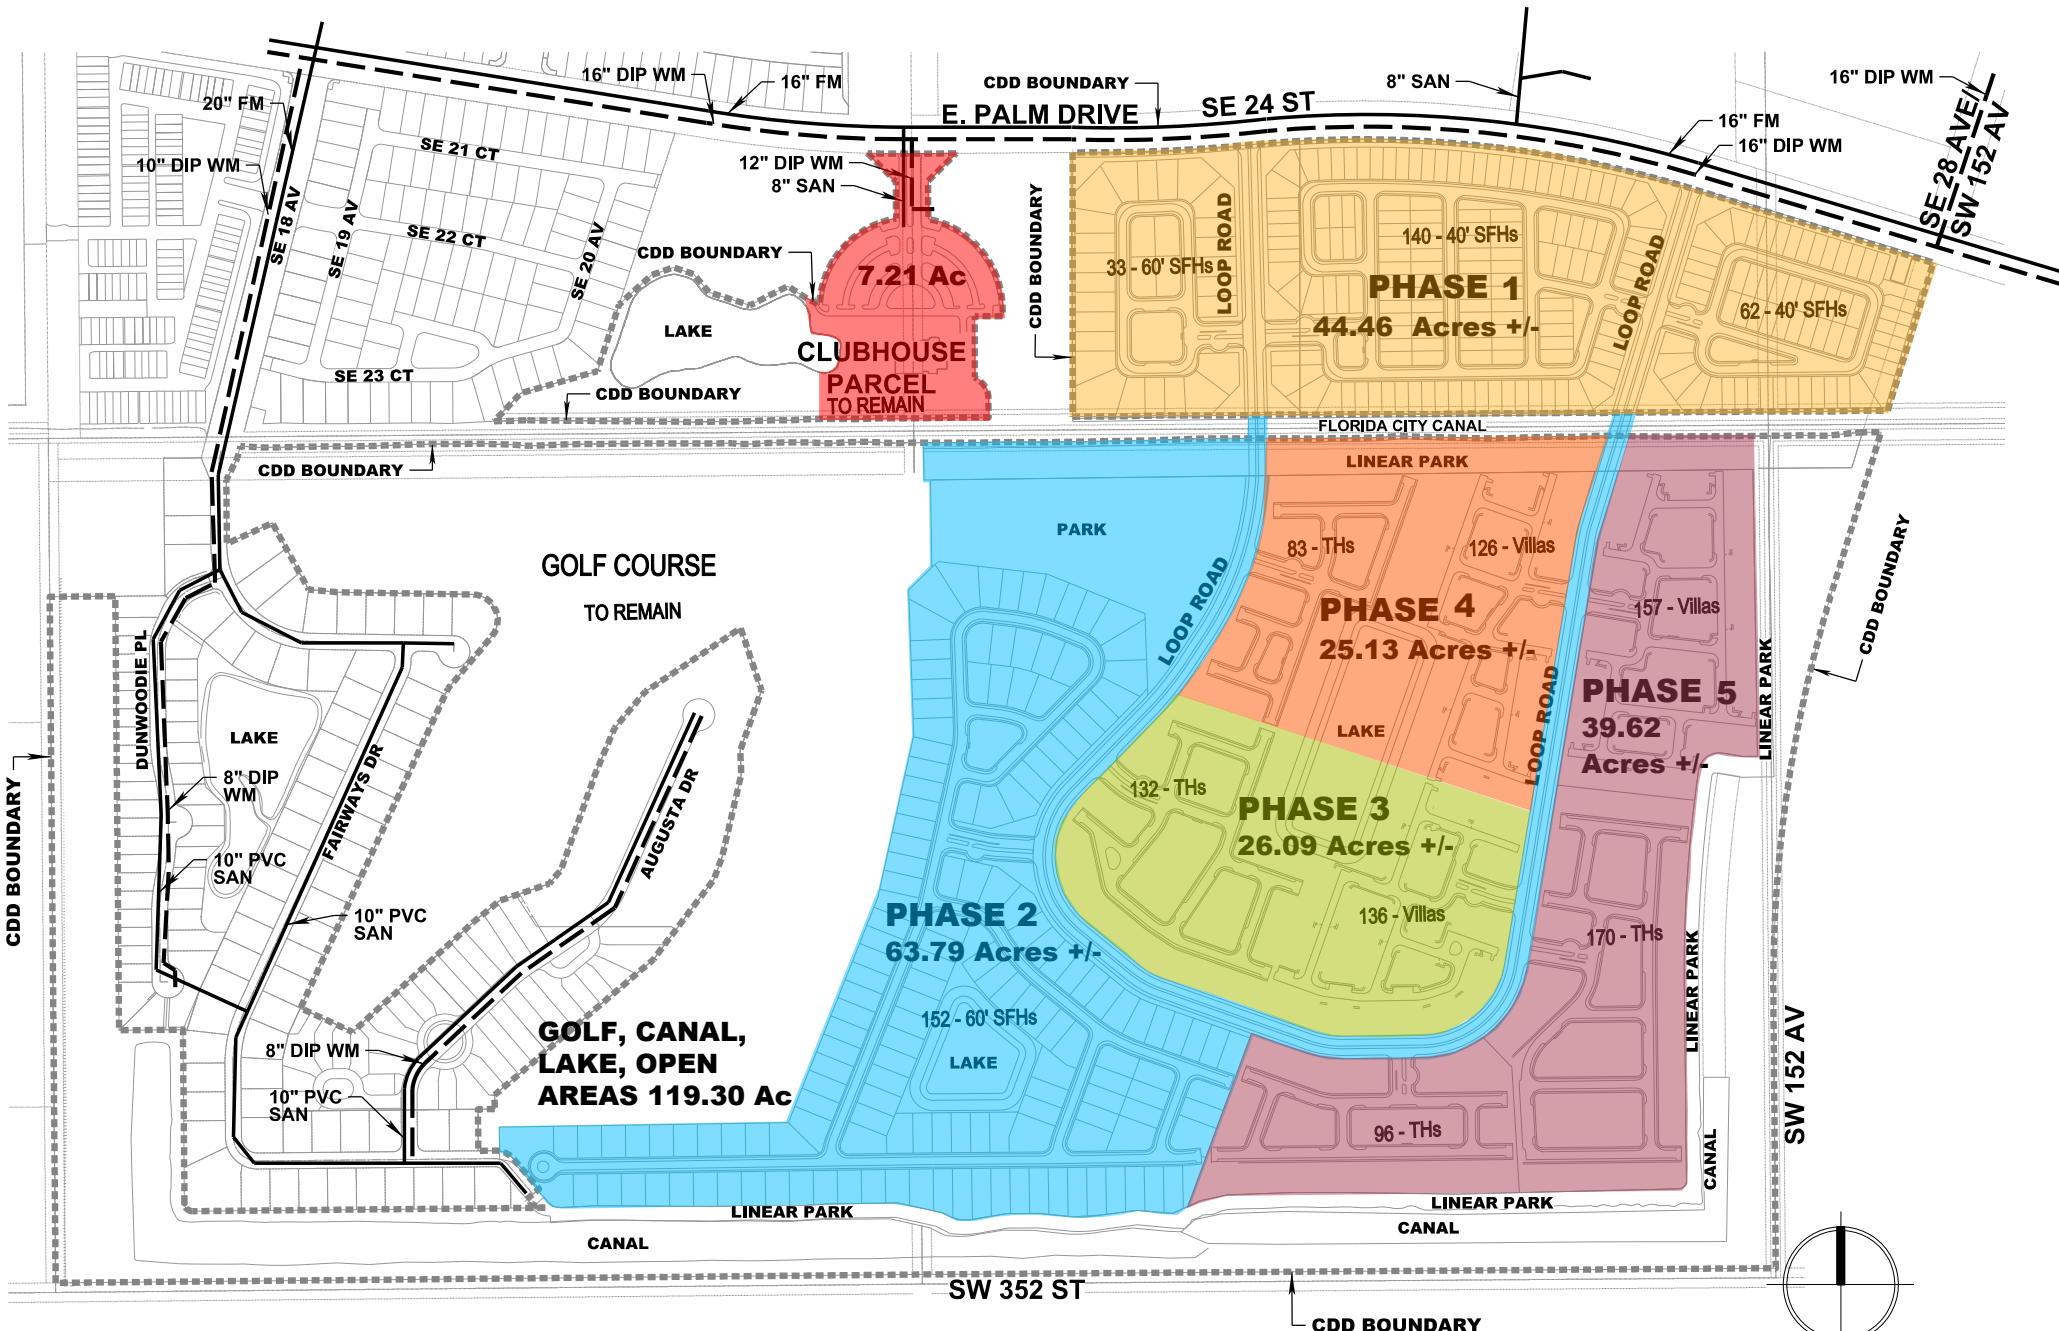 16" DIP WM
16" FM
CDD BOUNDARY
8" SAN
16" DIP WM
E. PALM DRIVE
SE 24 ST
20" FM
16" FM
16" DIP WM
SE 28 AVE/
SW 152 AV
10" DIP WM
SE 21 CT
12" DIP WM
8" SAN
SE 18 AV
SE 19 AV
SE 22 CT
SE 20 AV
CDD BOUNDARY
CDD BOUNDARY
7.21 Ac
33 - 60' SFHs
LOOP ROAD
140 - 40' SFHs
PHASE 1
44.46 Acres +/-
LOOP ROAD
62 - 40' SFHs
LAKE
CLUBHOUSE
PARCEL
TO REMAIN
SE 23 CT
CDD BOUNDARY
FLORIDA CITY CANAL
CDD BOUNDARY
LINEAR PARK
PARK
GOLF COURSE
TO REMAIN
83 - THs
126 - Villas
CDD BOUNDARY
LOOP ROAD
PHASE 4
25.13 Acres +/-
157 - Villas
DUNWOODIE PL
LAKE
LAKE
LOOP ROAD
PHASE 5
39.62
Acres +/-
LINEAR PARK
8" DIP
WM
FAIRWAYS DR
AUGUSTA DR
132 - THs
PHASE 3
26.09 Acres +/-
CDD BOUNDARY
10" PVC
SAN
10" PVC
SAN
PHASE 2
63.79 Acres +/-
136 - Villas
170 - THs
LINEAR PARK
152 - 60' SFHs
LAKE
GOLF, CANAL,
LAKE, OPEN
AREAS 119.30 Ac
8" DIP WM
10" PVC
SAN
SW 152 AV
96 - THs
CANAL
LINEAR PARK
LINEAR PARK
CANAL
CANAL
SW 352 ST
CDD BOUNDARY